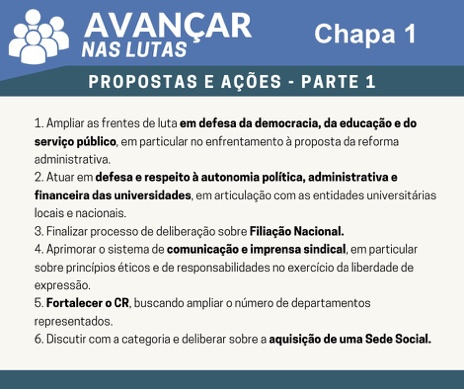 AVANÇAR
NAS LUTAS
Chapa 1
PROPOSTAS E AÇÕES - PARTE 1
1. Ampliar as frentes de luta em defesa da democracia, da educação e do
serviço público, em particular no enfrentamento à proposta da reforma
administrativa.
2. Atuar em defesa e respeito à autonomia política, administrativa e
financeira das universidades, em articulação com as entidades universitárias
locais e nacionais.
3. Finalizar processo de deliberação sobre Filiação Nacional.
4. Aprimorar o sistema de comunicação e imprensa sindical, em particular
sobre princípios éticos e de responsabilidades no exercício da liberdade de
expressão.
5. Fortalecer o CR, buscando ampliar o número de departamentos
representados.
6. Discutir com a categoria e deliberar sobre a aquisição de uma Sede Social.